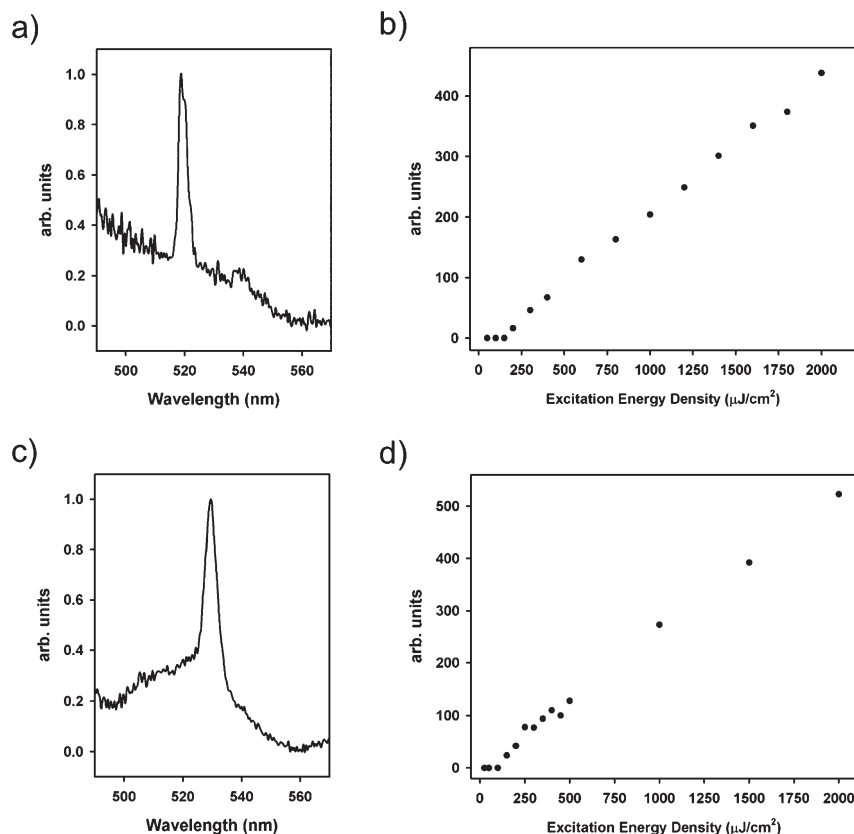 a)
1.0
0.8
0.6
0.4
0.2
0.0
arb. units
500 520 540 560
Wavelength (nm)
b)
400
300
200
100
0
arb. units
0 250 500 750 1000 1250 1500 1750 2000
Excitation Energy Density (μJ/cm²)
c)
1.0
0.8
0.6
0.4
0.2
0.0
arb. units
500 520 540 560
Wavelength (nm)
d)
500
400
300
200
100
0
arb. units
0 250 500 750 1000 1250 1500 1750 2000
Excitation Energy Density (μJ/cm²)